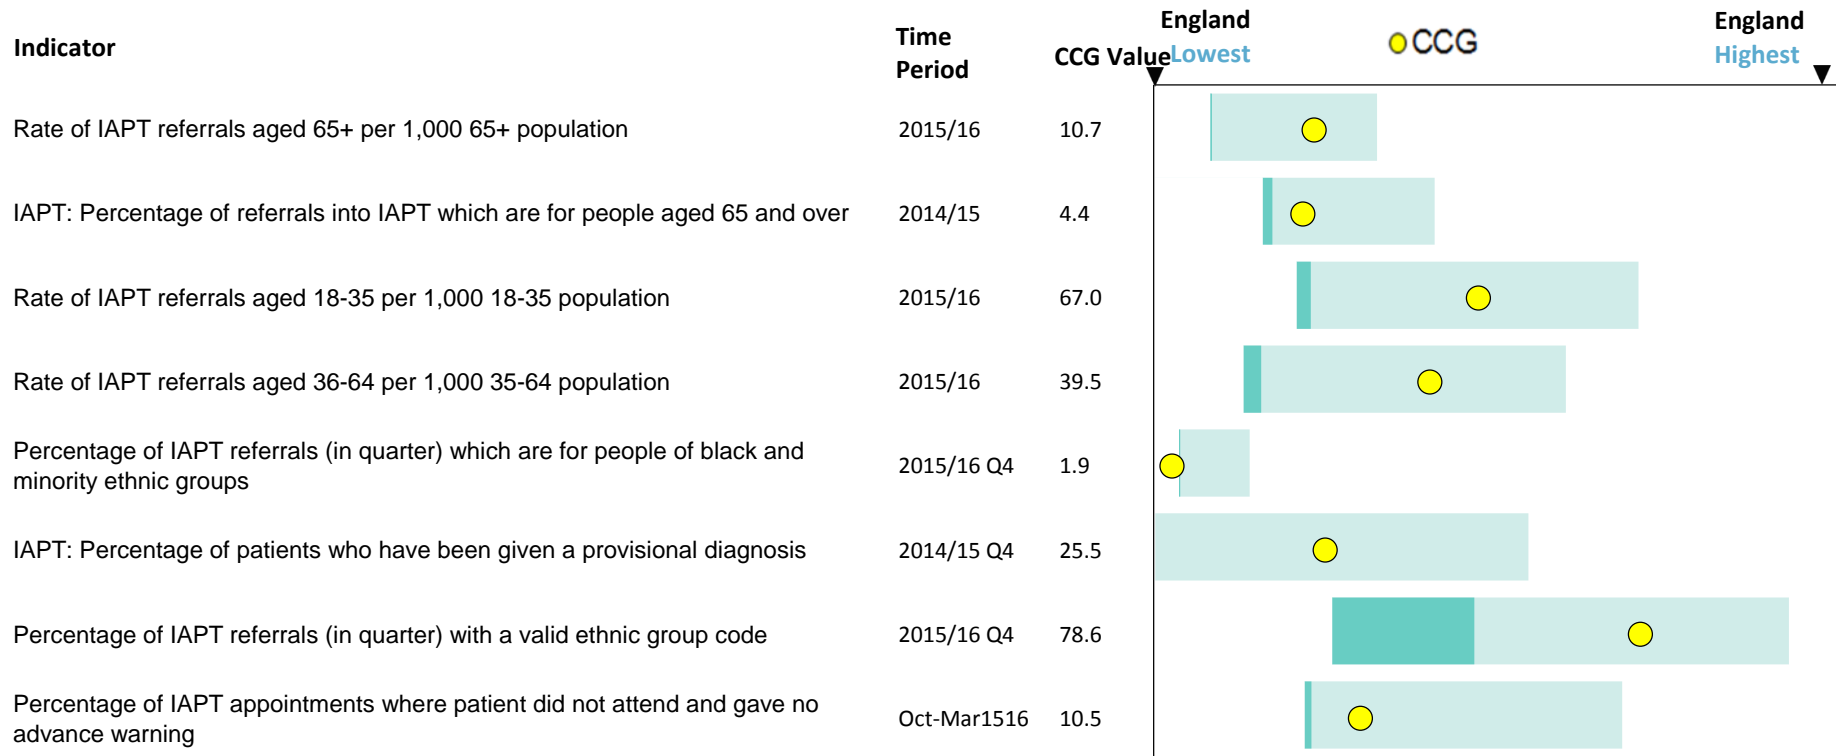 Indicator
Time
Period
CCG Value
England
Lowest
CCG
England
Highest
Rate of IAPT referrals aged 65+ per 1,000 65+ population
2015/16
10.7
IAPT: Percentage of referrals into IAPT which are for people aged 65 and over
2014/15
4.4
Rate of IAPT referrals aged 18-35 per 1,000 18-35 population
2015/16
67.0
Rate of IAPT referrals aged 36-64 per 1,000 35-64 population
2015/16
39.5
Percentage of IAPT referrals (in quarter) which are for people of black and
minority ethnic groups
2015/16 Q4
1.9
IAPT: Percentage of patients who have been given a provisional diagnosis
2014/15 Q4
25.5
Percentage of IAPT referrals (in quarter) with a valid ethnic group code
2015/16 Q4
78.6
Percentage of IAPT appointments where patient did not attend and gave no
advance warning
Oct-Mar1516
10.5